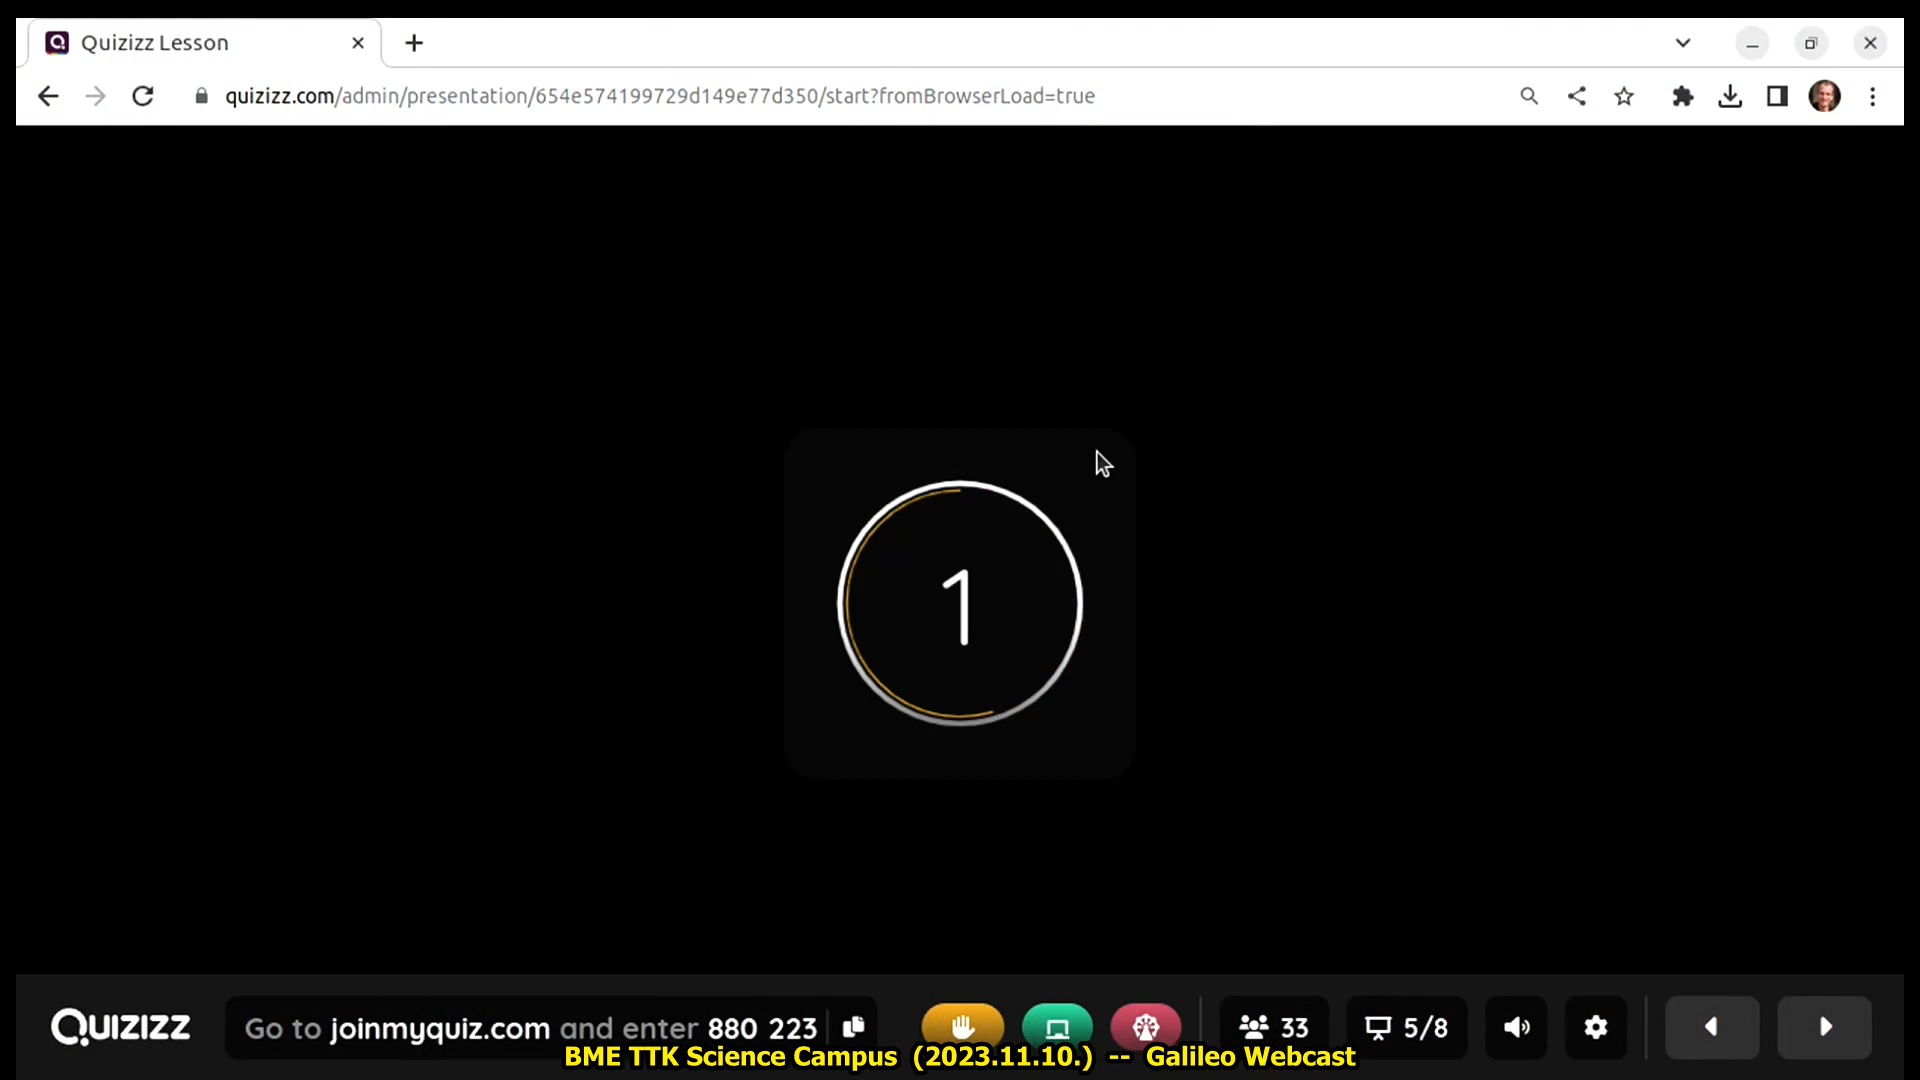 Quizizz Lesson
quizizz.com/admin/presentation/654e574199729d149e77d350/start?fromBrowserLoad=true
1
QUIZIZZ
Go to joinmyquiz.com and enter 880 223
33
5/8
BME TTK Science Campus (2023.11.10.) -- Galileo Webcast